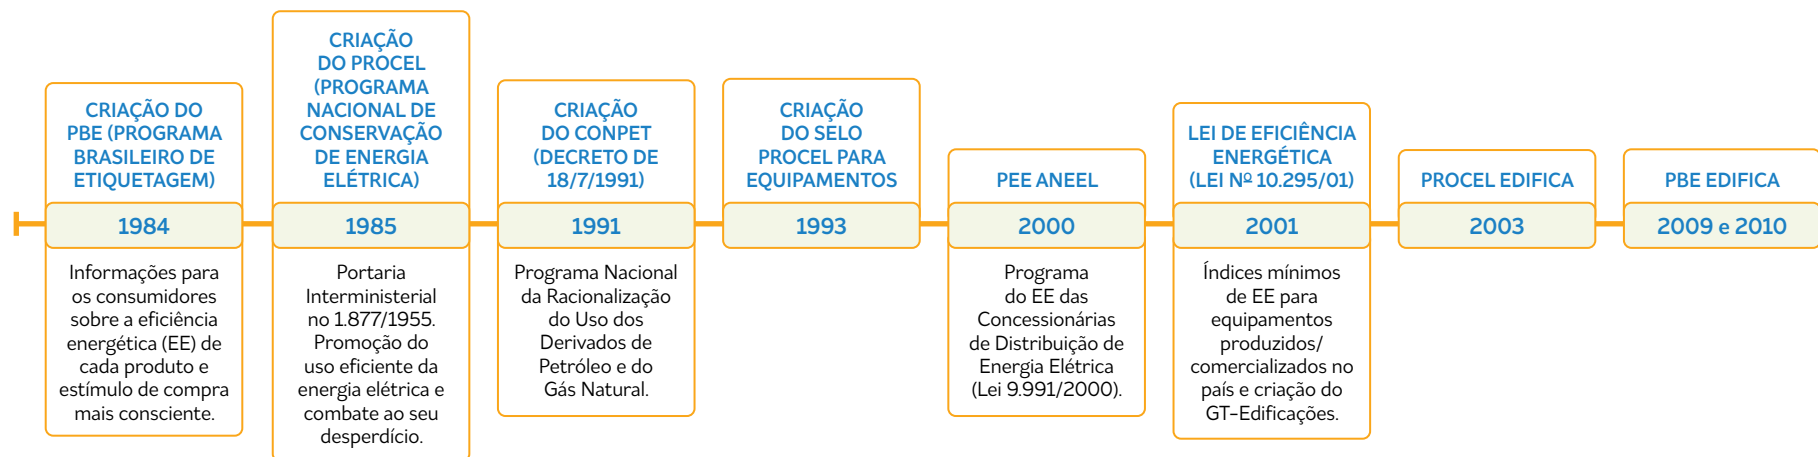 CRIAÇÃO DO
PBE (PROGRAMA
BRASILEIRO DE
ETIQUETAGEM)
1984
Informações para
os consumidores
sobre a eficiência
energética (EE) de
cada produto e
estímulo de compra
mais consciente.
CRIAÇÃO
DO PROCEL
(PROGRAMA
NACIONAL DE
CONSERVAÇÃO
DE ENERGIA
ELÉTRICA)
1985
Portaria
Interministerial
no 1.877/1955.
Promoção do
uso eficiente da
energia elétrica e
combate ao seu
desperdício.
CRIAÇÃO
DO CONPET
(DECRETO DE
18/7/1991)
1991
Programa Nacional
da Racionalização
do Uso dos
Derivados de
Petróleo e do
Gás Natural.
CRIAÇÃO
DO SELO
PROCEL PARA
EQUIPAMENTOS
1993
PEE ANEEL
2000
Programa
do EE das
Concessionárias
de Distribuição de
Energia Elétrica
(Lei 9.991/2000).
LEI DE EFICIÊNCIA
ENERGÉTICA
(LEI Nº 10.295/01)
2001
Índices mínimos
de EE para
equipamentos
produzidos/
comercializados no
país e criação do
GT-Edificações.
PROCEL EDIFICA
2003
PBE EDIFICA
2009 e 2010